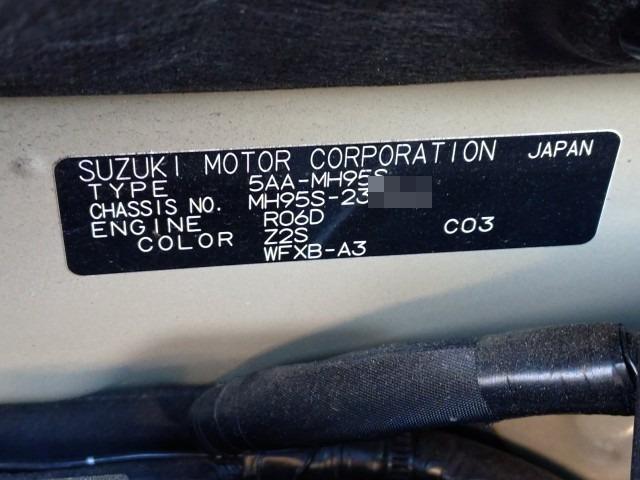 SUZUKI MOTOR CORPORATION JAPAN
TYPE 5AA-MH95S
CHASSIS NO. MH95S-23
ENGINE R06D C03
COLOR Z2S
WFXB-A3